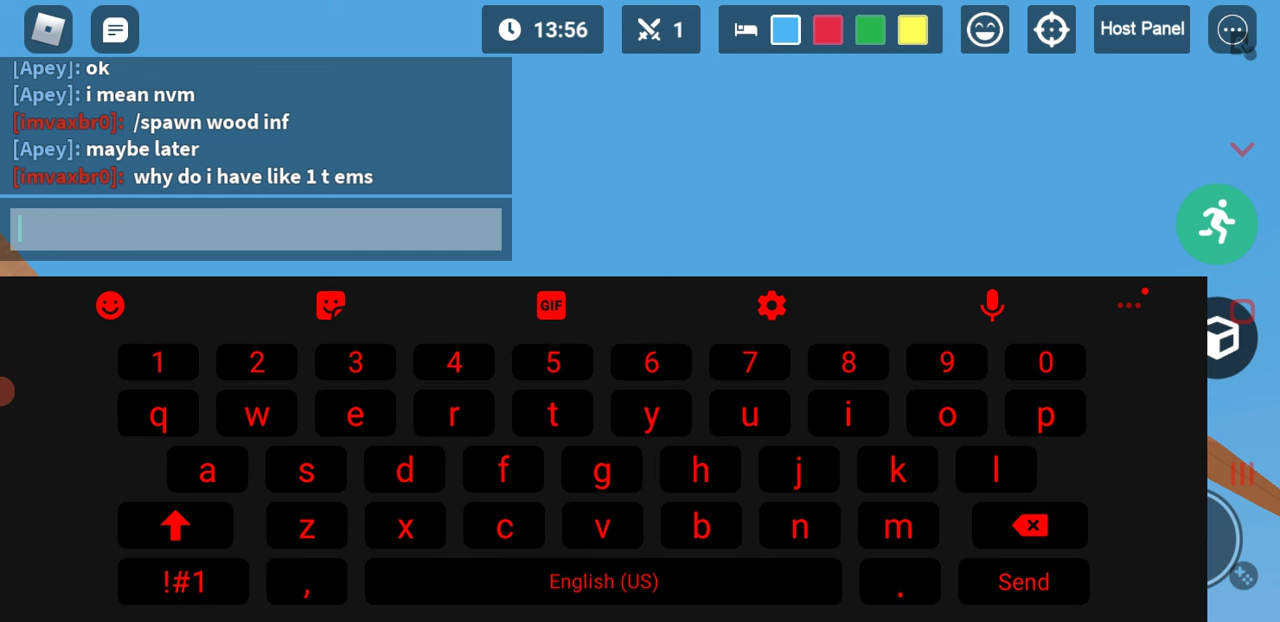 13:56
1
Host Panel
[Apey]: ok
[Apey]: i mean nvm
[imvaxbr0]: /spawn wood inf
[Apey]: maybe later
[imvaxbr0]: why do i have like 1 t ems
GIF
1 2 3 4 5 6 7 8 9 0
q w e r t y u i o p
a s d f g h j k l
z x c v b n m
!#1 , English (US) . Send